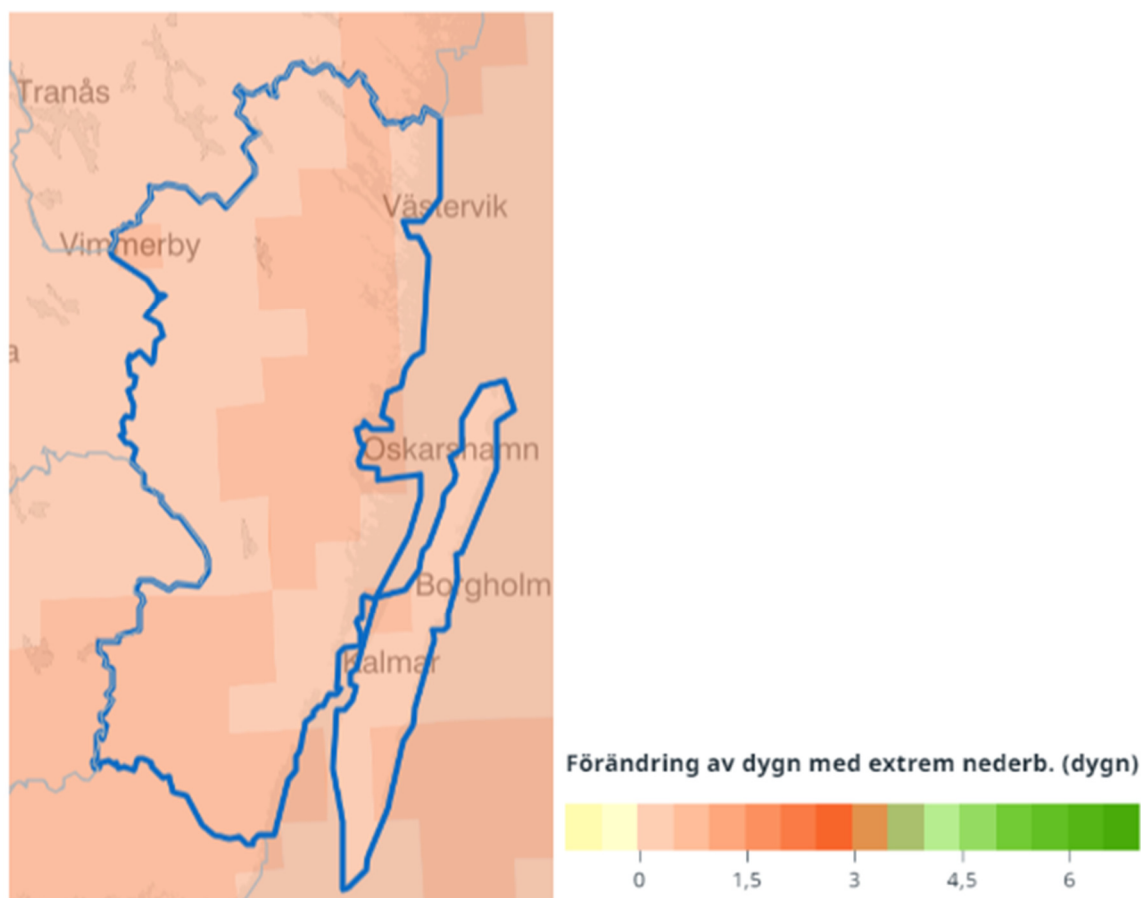 Tranås
Västervik
Vimmerby
a
Oskarshamn
Borgholm
Kalmar
Förändring av dygn med extrem nederb. (dygn)
0 1,5 3 4,5 6